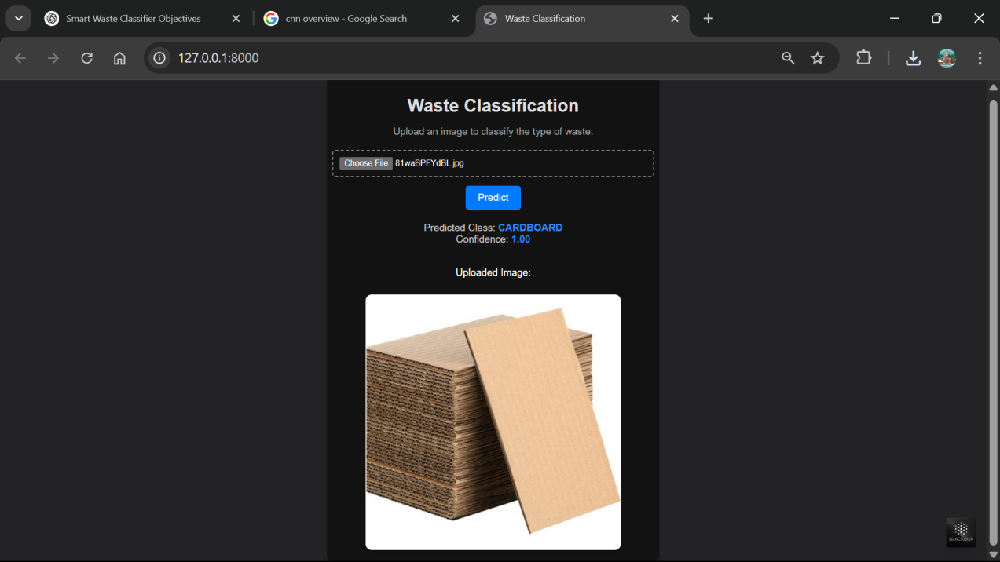 Smart Waste Classifier Objectives
cnn overview - Google Search
Waste Classification
127.0.0.1:8000
Waste Classification
Upload an image to classify the type of waste.
Choose File 81waBPFYdBL.jpg
Predict
Predicted Class: CARDBOARD
Confidence: 1.00
Uploaded Image:
BLACKBOX